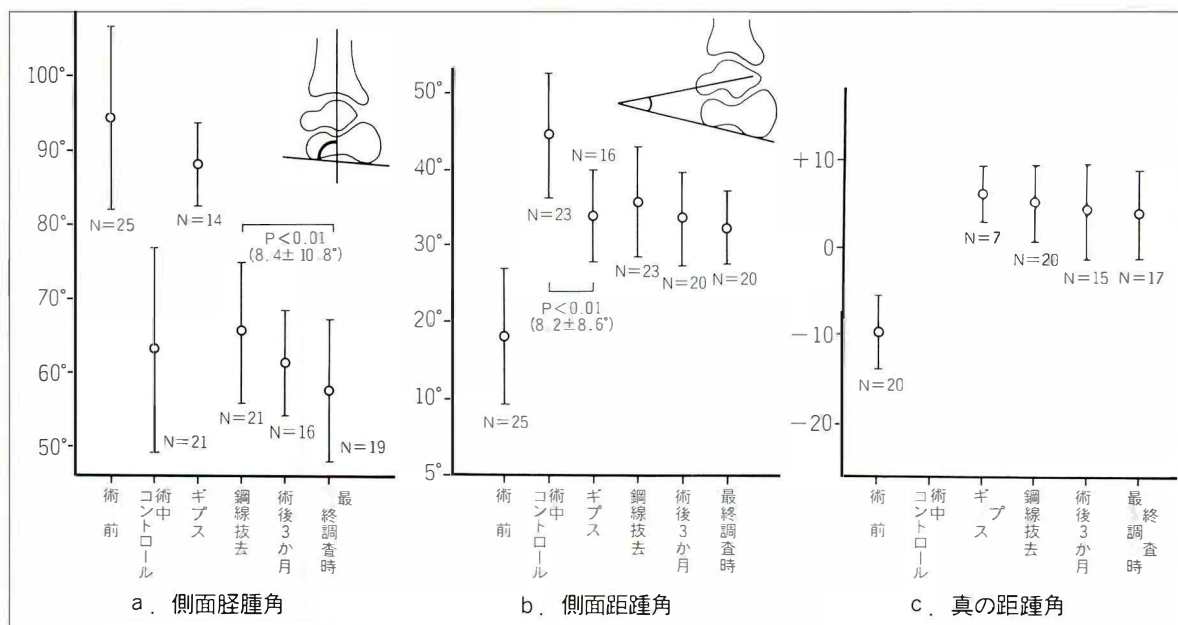 100°
90°
80°
70°
60°
50°
N=25
N=21
N=14
P<0.01
(8.4±10.8°)
N=21
N=16
N=19
術前
術中コントロール
ギプス
鋼線抜去
術後3か月
最終調査時
a. 側面脛腫角
50°
40°
30°
20°
10°
5°
N=25
N=23
N=16
P<0.01
(8.2±8.6°)
N=23
N=20
N=20
術前
術中コントロール
ギプス
鋼線抜去
術後3か月
最終調査時
b. 側面距踵角
+10
0
−10
−20
N=20
N=7
N=20
N=15
N=17
術前
術中コントロール
ギプス
鋼線抜去
術後3か月
最終調査時
c. 真の距踵角